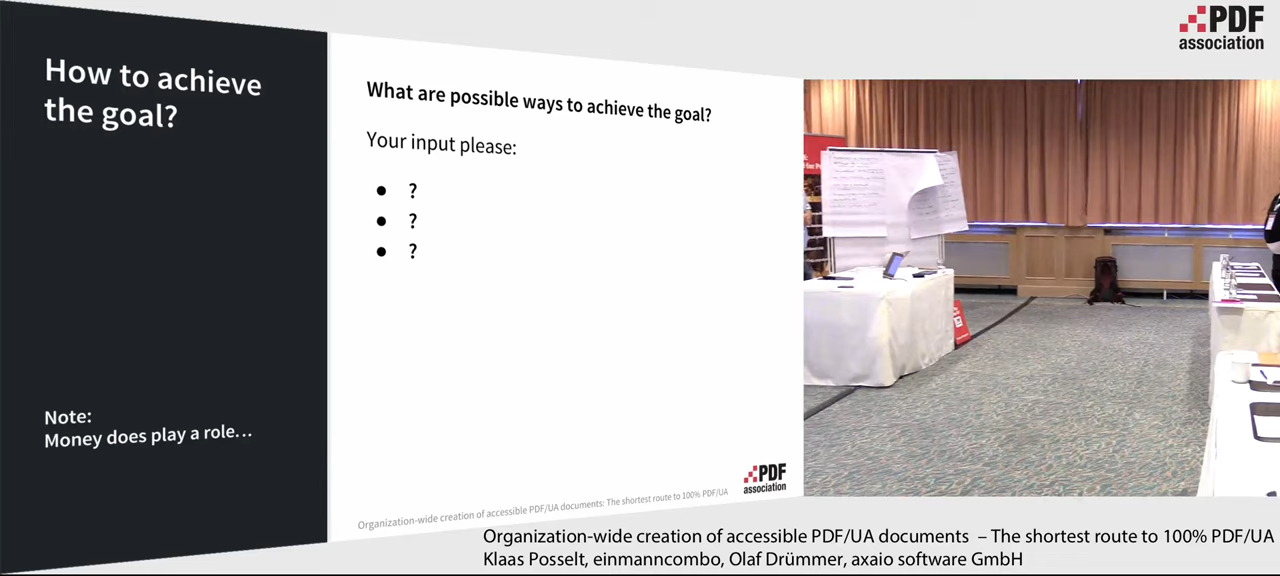 How to achieve
the goal?
Note:
Money does play a role…
What are possible ways to achieve the goal?
Your input please:
● ?
● ?
● ?
PDF
association
Organization-wide creation of accessible PDF/UA documents: The shortest route to 100% PDF/UA
PDF
association
Organization-wide creation of accessible PDF/UA documents – The shortest route to 100% PDF/UA
Klaas Posselt, einmanncombo, Olaf Drümmer, axaio software GmbH